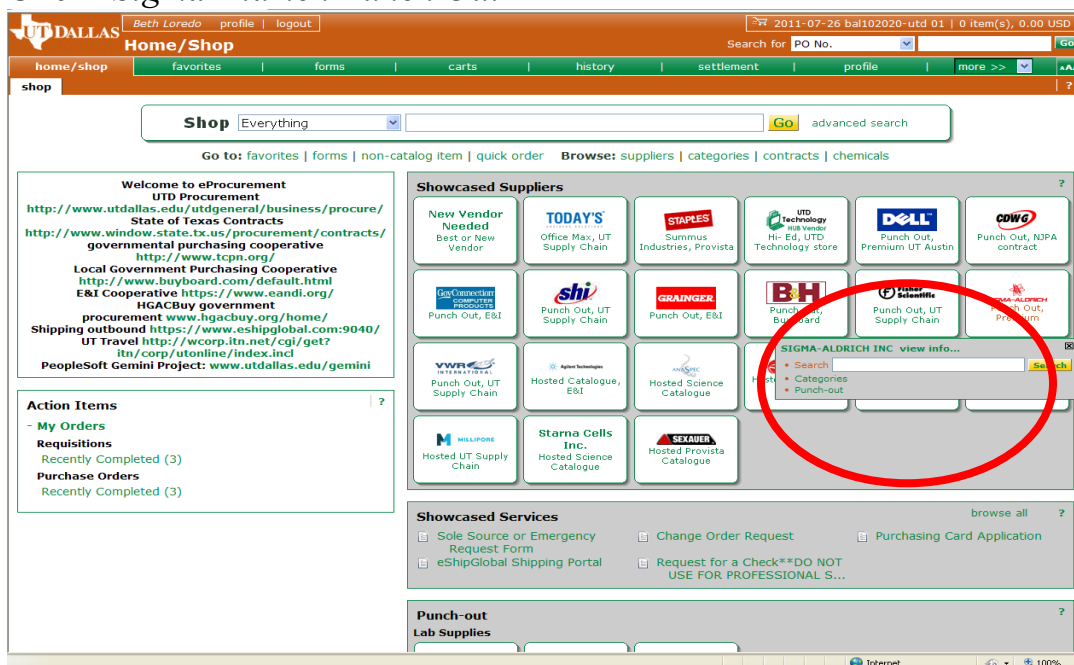 UT DALLAS
Beth Loredo profile | logout
2011-07-26 bal102020-utd 01 | 0 item(s), 0.00 USD
Home/Shop
Search for PO No.
Go
home/shop favorites | forms | carts | history | settlement | profile | more >>
shop
| ?
Shop Everything Go advanced search
Go to: favorites | forms | non-catalog item | quick order Browse: suppliers | categories | contracts | chemicals
Welcome to eProcurement
UTD Procurement
http://www.utdallas.edu/utdgeneral/business/procure/
State of Texas Contracts
http://www.window.state.tx.us/procurement/contracts/
governmental purchasing cooperative
http://www.tcpn.org/
Local Government Purchasing Cooperative
http://www.buyboard.com/default.html
E&I Cooperative https://www.eandi.org/
HGACBuy government
procurement www.hgacbuy.org/home/
Shipping outbound https://www.eshipglobal.com:9040/
UT Travel http://wcorp.itn.net/cgi/get?
itn/corp/utonline/index.incl
PeopleSoft Gemini Project: www.utdallas.edu/gemini
Action Items ?
- My Orders
Requisitions
Recently Completed (3)
Purchase Orders
Recently Completed (3)
Showcased Suppliers ?
New Vendor
Needed
Best or New
Vendor
TODAY'S
Office Max, UT
Supply Chain
STAPLES
Summus
Industries, Provista
UTD
Technology
HUB Vendor
Hi- Ed, UTD
Technology store
DELL
Punch Out,
Premium UT Austin
CDWG
Punch Out, NJPA
contract
GovConnection
COMPUTER
PRODUCTS
Punch Out, E&I
shi
Punch Out, UT
Supply Chain
GRAINGER
Punch Out, E&I
B&H
Punch Out,
Fisher
Scientific
Punch Out, UT
Supply Chain
Punch Out,
Premium
SIGMA-ALDRICH INC view info...
• Search Search
• Categories
• Punch-out
VWR
INTERNATIONAL
Punch Out, UT
Supply Chain
Agilent Technologies
Hosted Catalogue,
E&I
ANASPEC
Hosted Science
Catalogue
MILLIPORE
Hosted UT Supply
Chain
Starna Cells
Inc.
Hosted Science
Catalogue
SEXAUER
Hosted Provista
Catalogue
Showcased Services browse all ?
Sole Source or Emergency
Request Form
Change Order Request
Purchasing Card Application
eShipGlobal Shipping Portal
Request for a Check**DO NOT
USE FOR PROFESSIONAL S...
Punch-out ?
Lab Supplies
Internet 100%